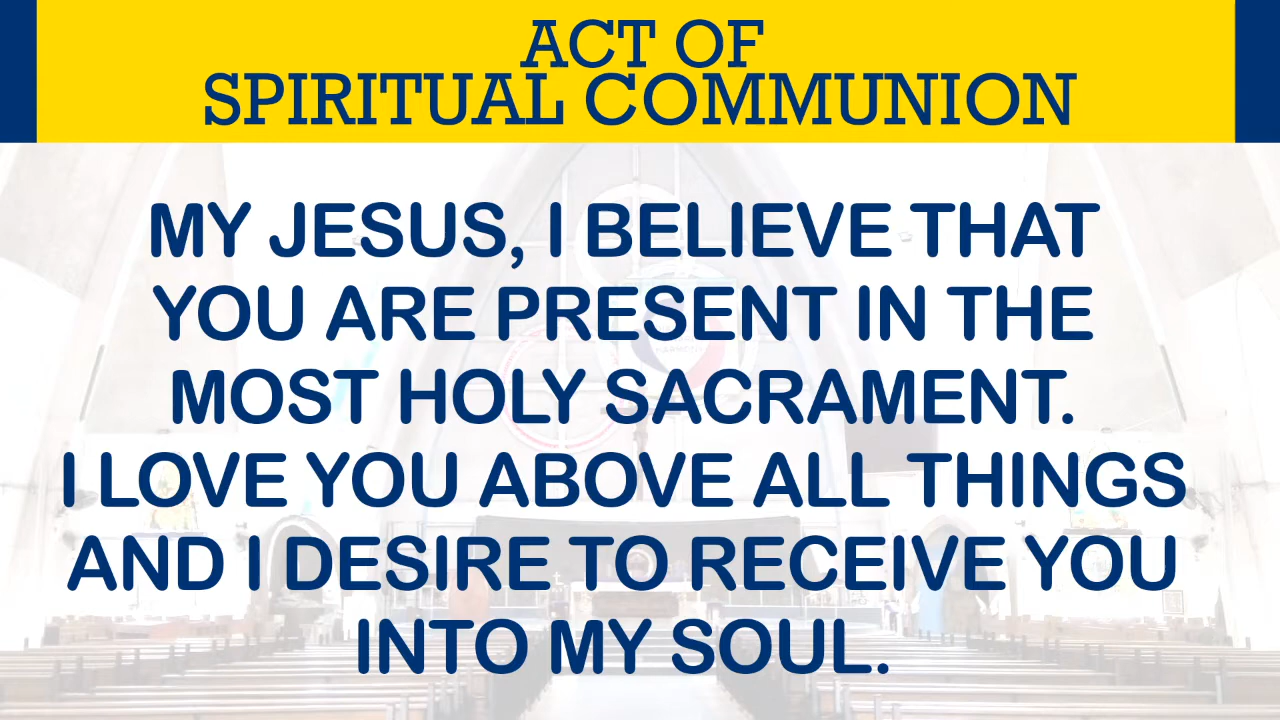 ACT OF
SPIRITUAL COMMUNION
MY JESUS, I BELIEVE THAT
YOU ARE PRESENT IN THE
MOST HOLY SACRAMENT.
I LOVE YOU ABOVE ALL THINGS
AND I DESIRE TO RECEIVE YOU
INTO MY SOUL.